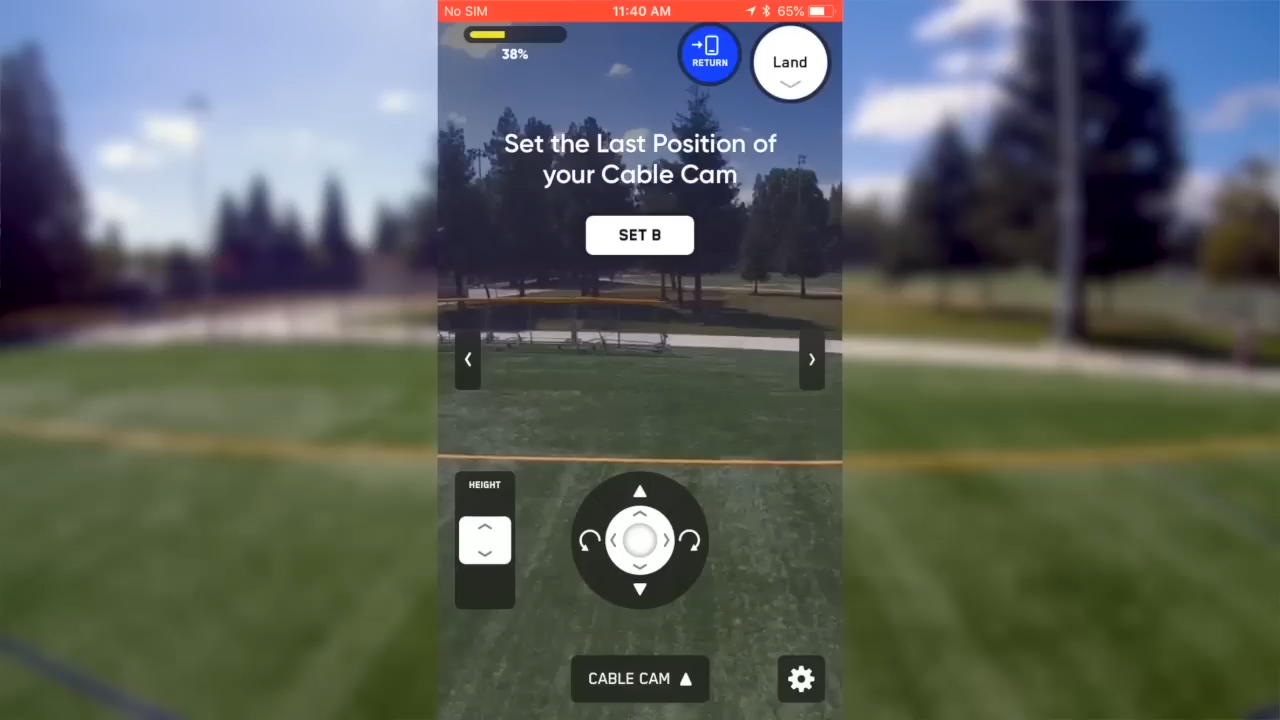 No SIM
11:40 AM
65%
38%
RETURN
Land
Set the Last Position of
your Cable Cam
SET B
HEIGHT
CABLE CAM